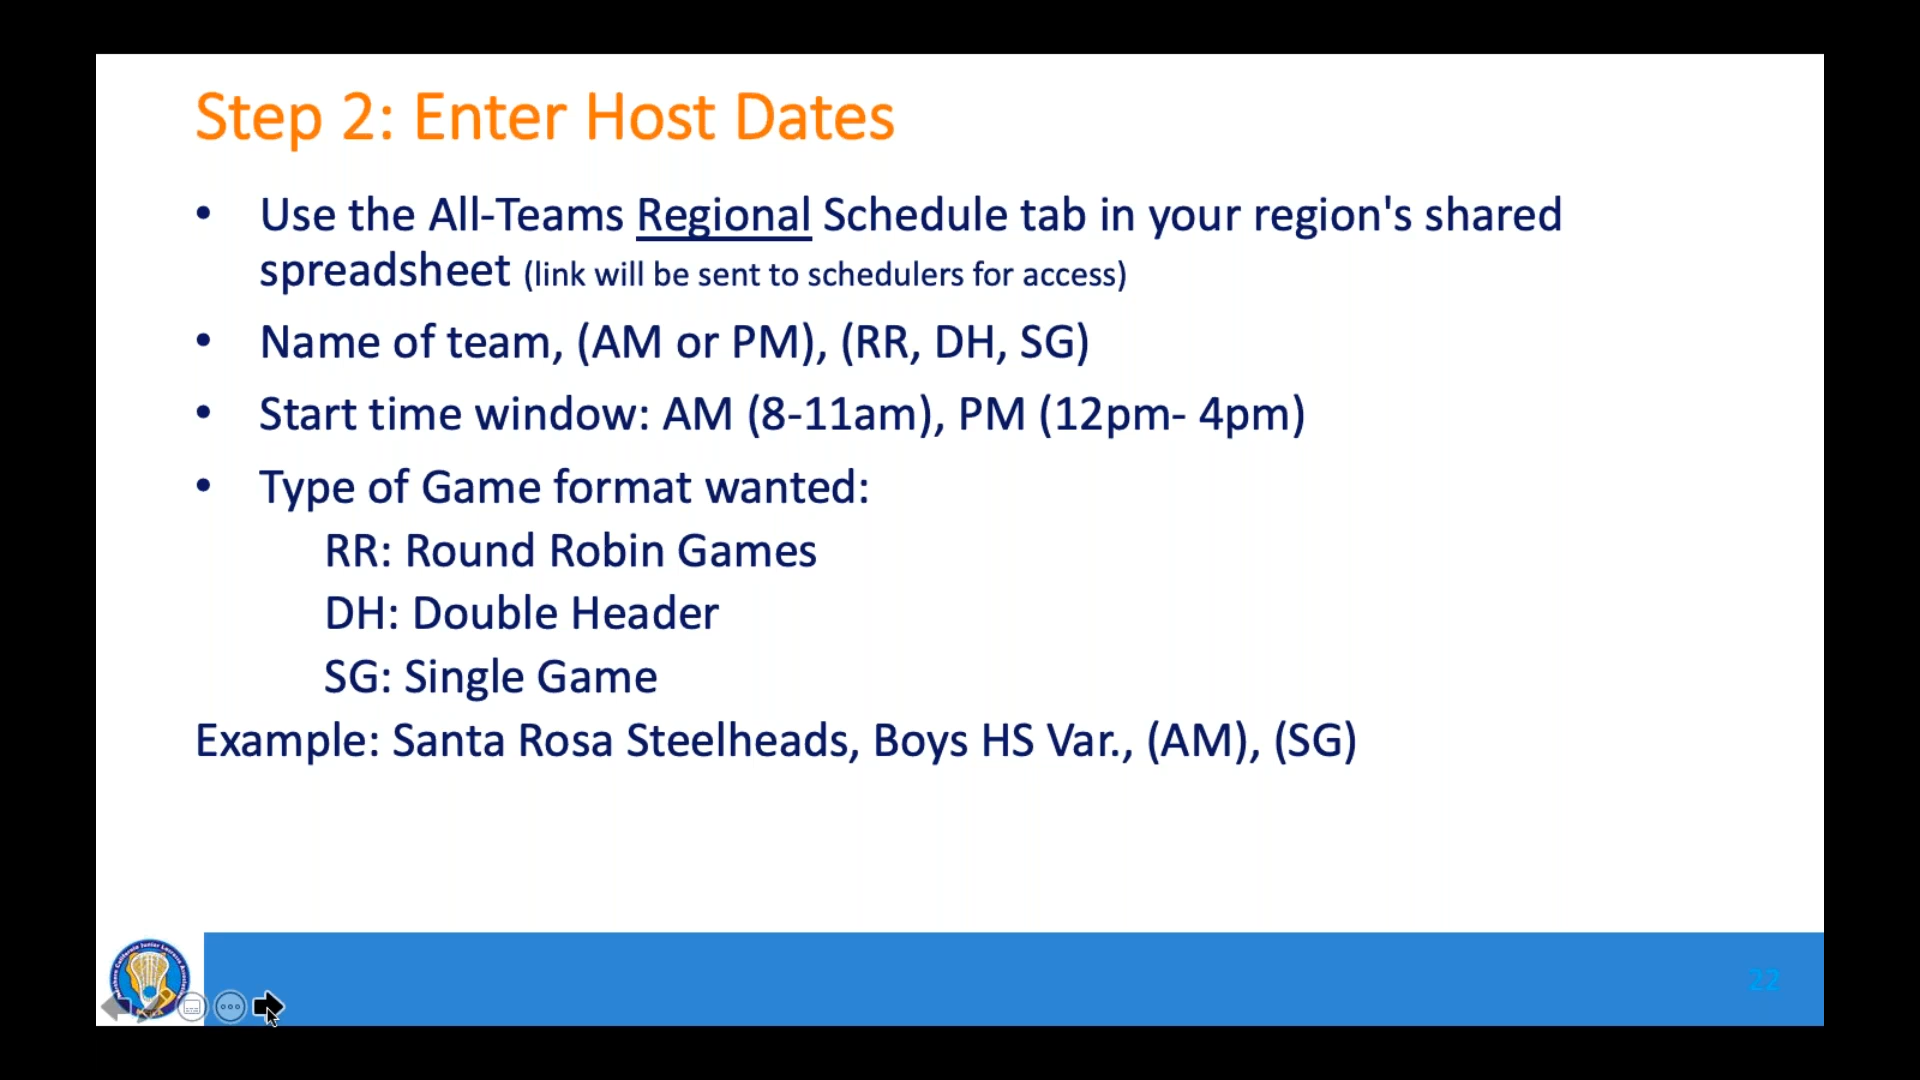 Step 2: Enter Host Dates
• Use the All-Teams Regional Schedule tab in your region's shared
spreadsheet (link will be sent to schedulers for access)
• Name of team, (AM or PM), (RR, DH, SG)
• Start time window: AM (8-11am), PM (12pm- 4pm)
• Type of Game format wanted:
RR: Round Robin Games
DH: Double Header
SG: Single Game
Example: Santa Rosa Steelheads, Boys HS Var., (AM), (SG)
22